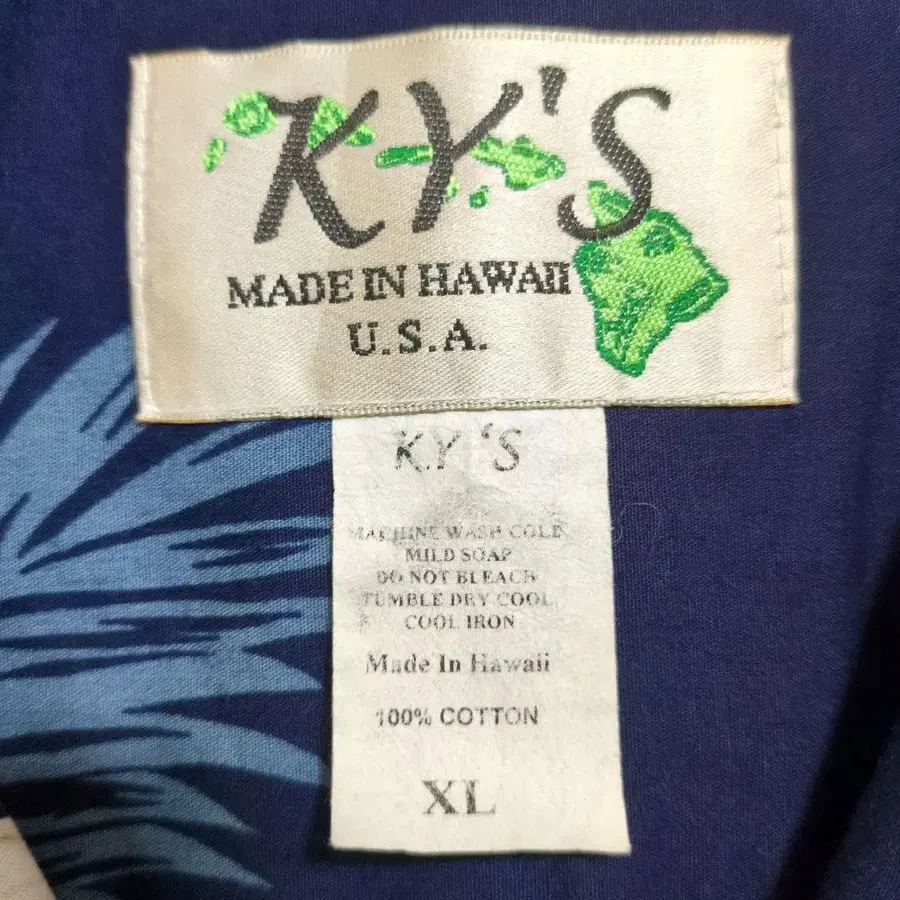 KY'S
MADE IN HAWAII
U.S.A.
K.Y 'S
MACHINE WASH COLD
MILD SOAP
DO NOT BLEACH
TUMBLE DRY COOL
COOL IRON
Made In Hawaii
100% COTTON
XL